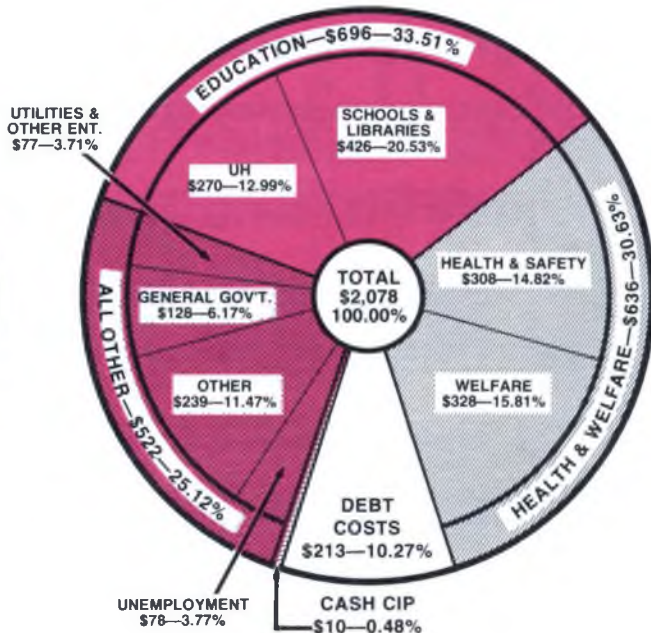 EDUCATION—$696—33.51%
UTILITIES &
OTHER ENT.
$77—3.71%
SCHOOLS &
LIBRARIES
$426—20.53%
UH
$270—12.99%
TOTAL
$2,078
100.00%
HEALTH & SAFETY
$308—14.82%
GENERAL GOV'T.
$128—6.17%
HEALTH & WELFARE—$636—30.63%
ALL OTHER—$522—25.12%
OTHER
$239—11.47%
WELFARE
$328—15.81%
DEBT
COSTS
$213—10.27%
UNEMPLOYMENT
$78—3.77%
CASH CIP
$10—0.48%